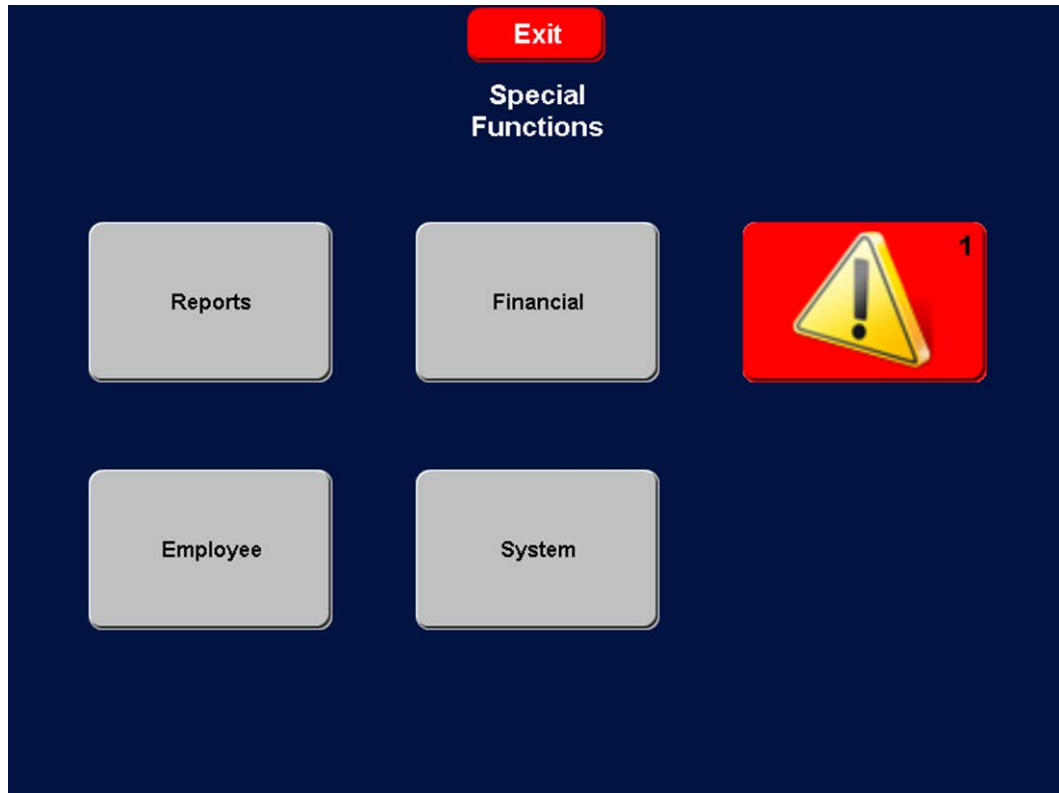 Exit
Special
Functions
Reports
Financial
1
Employee
System